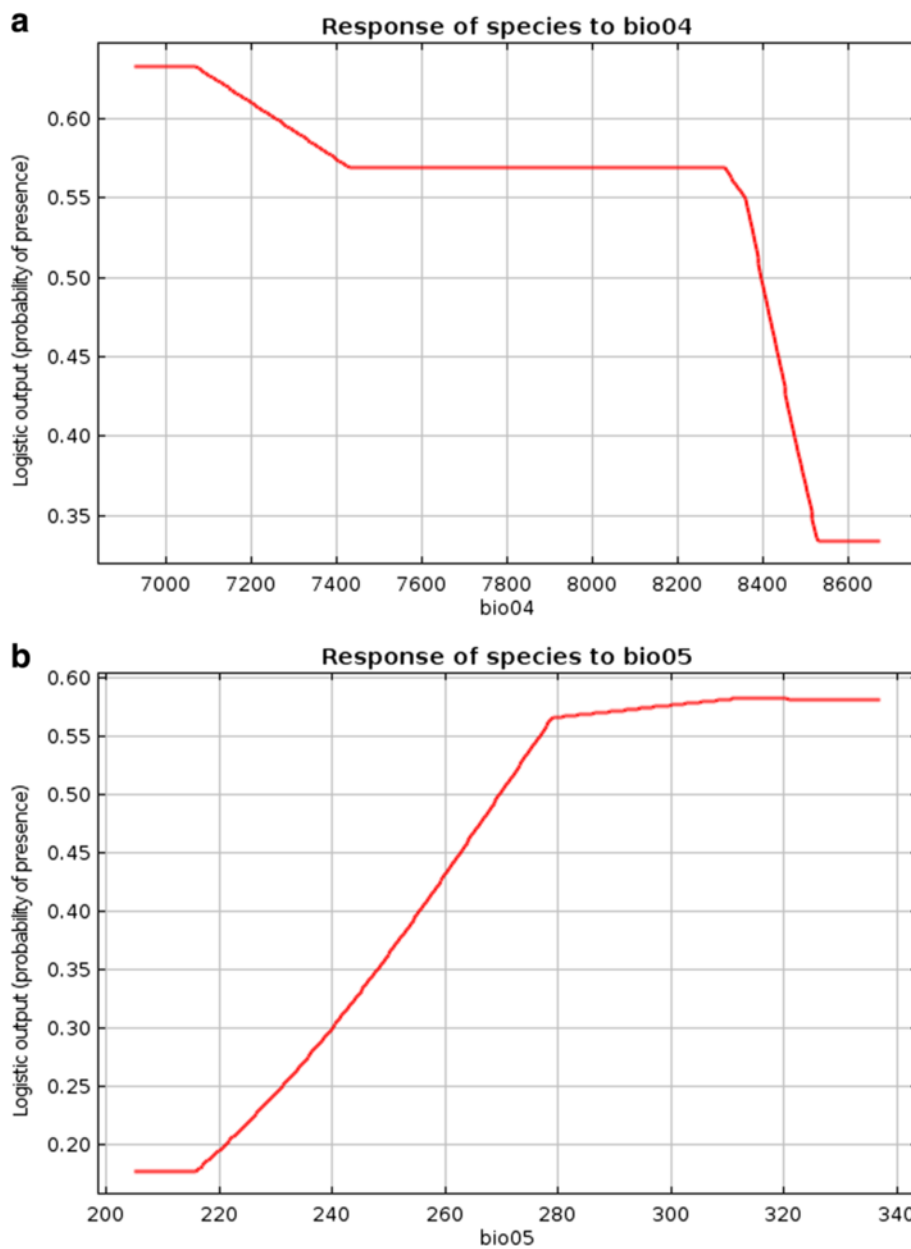 a
Response of species to bio04
Logistic output (probability of presence)
0.60
0.55
0.50
0.45
0.40
0.35
7000 7200 7400 7600 7800 8000 8200 8400 8600
bio04
b
Response of species to bio05
Logistic output (probability of presence)
0.60
0.55
0.50
0.45
0.40
0.35
0.30
0.25
0.20
200 220 240 260 280 300 320 340
bio05